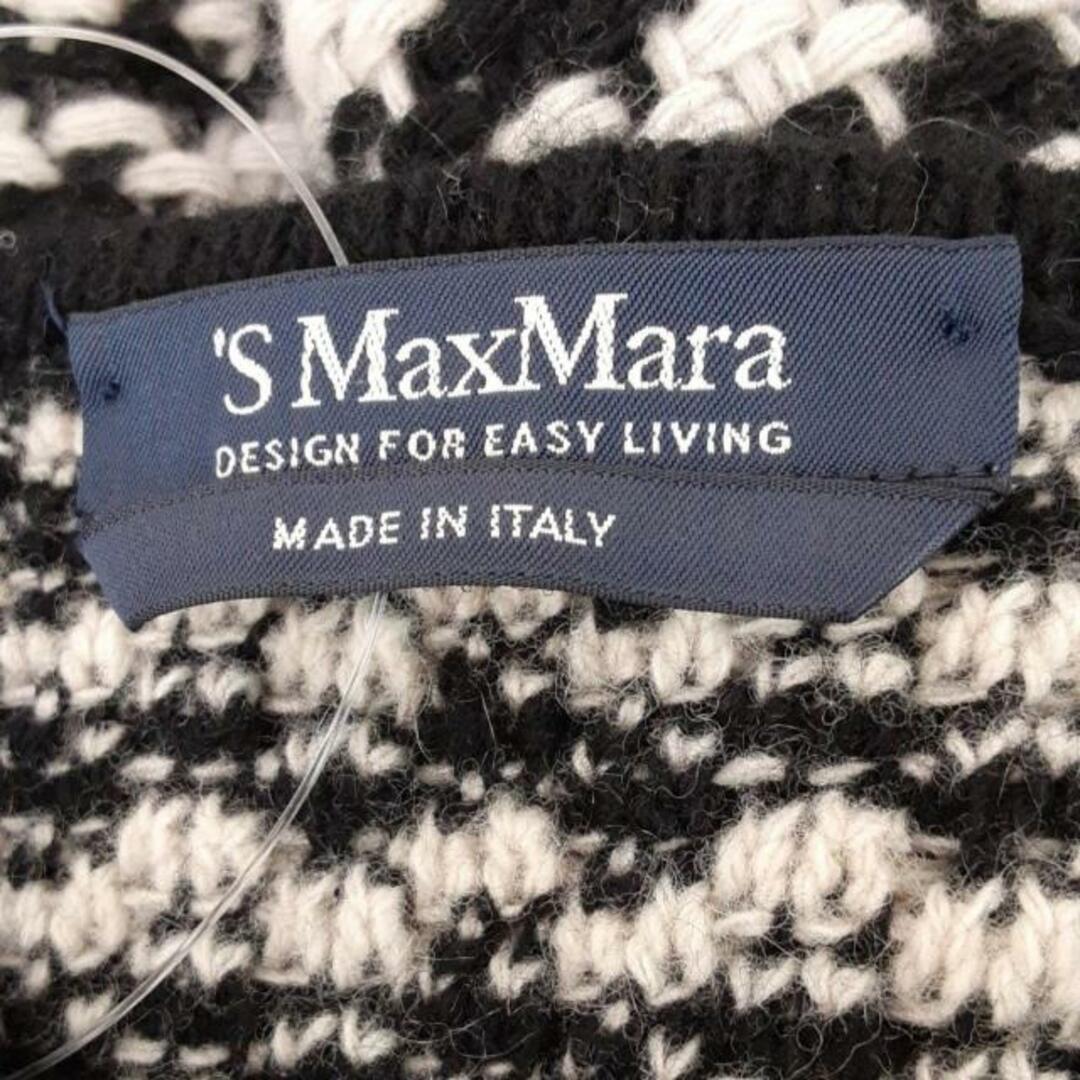 'S MaxMara
DESIGN FOR EASY LIVING
MADE IN ITALY